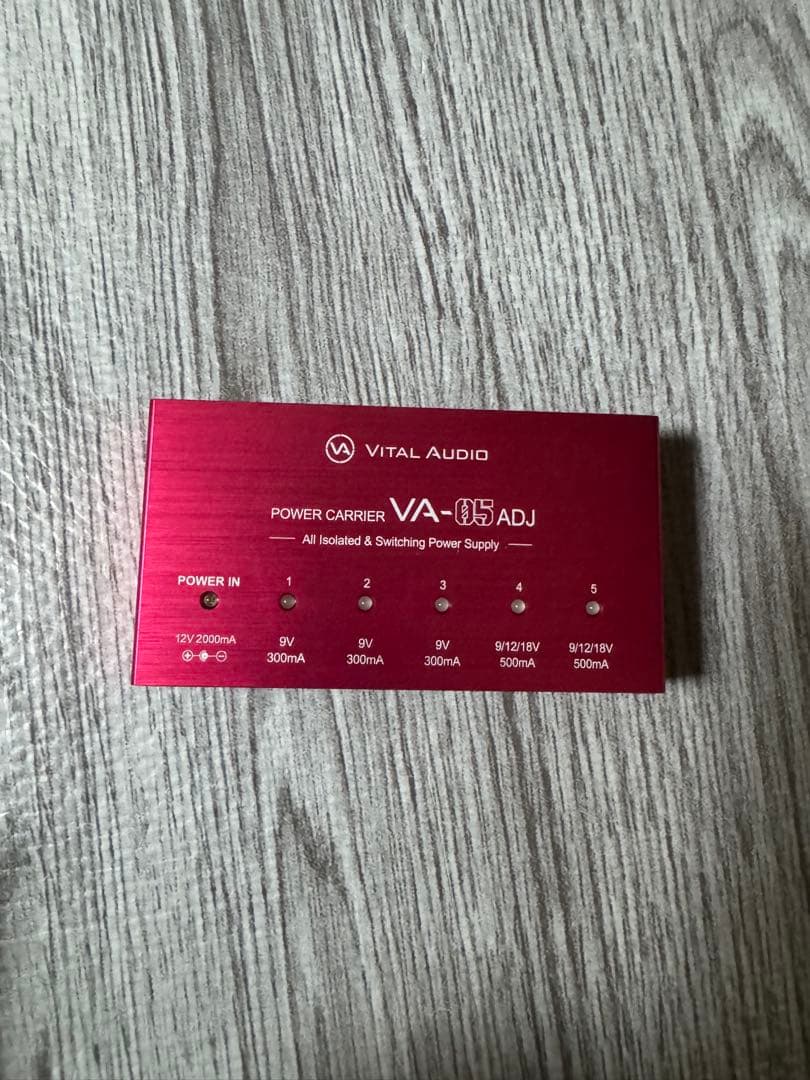 VA VITAL AUDIO
POWER CARRIER VA-05 ADJ
All Isolated & Switching Power Supply
POWER IN 1 2 3 4 5
12V 2000mA 9V 9V 9V 9/12/18V 9/12/18V
300mA 300mA 300mA 500mA 500mA